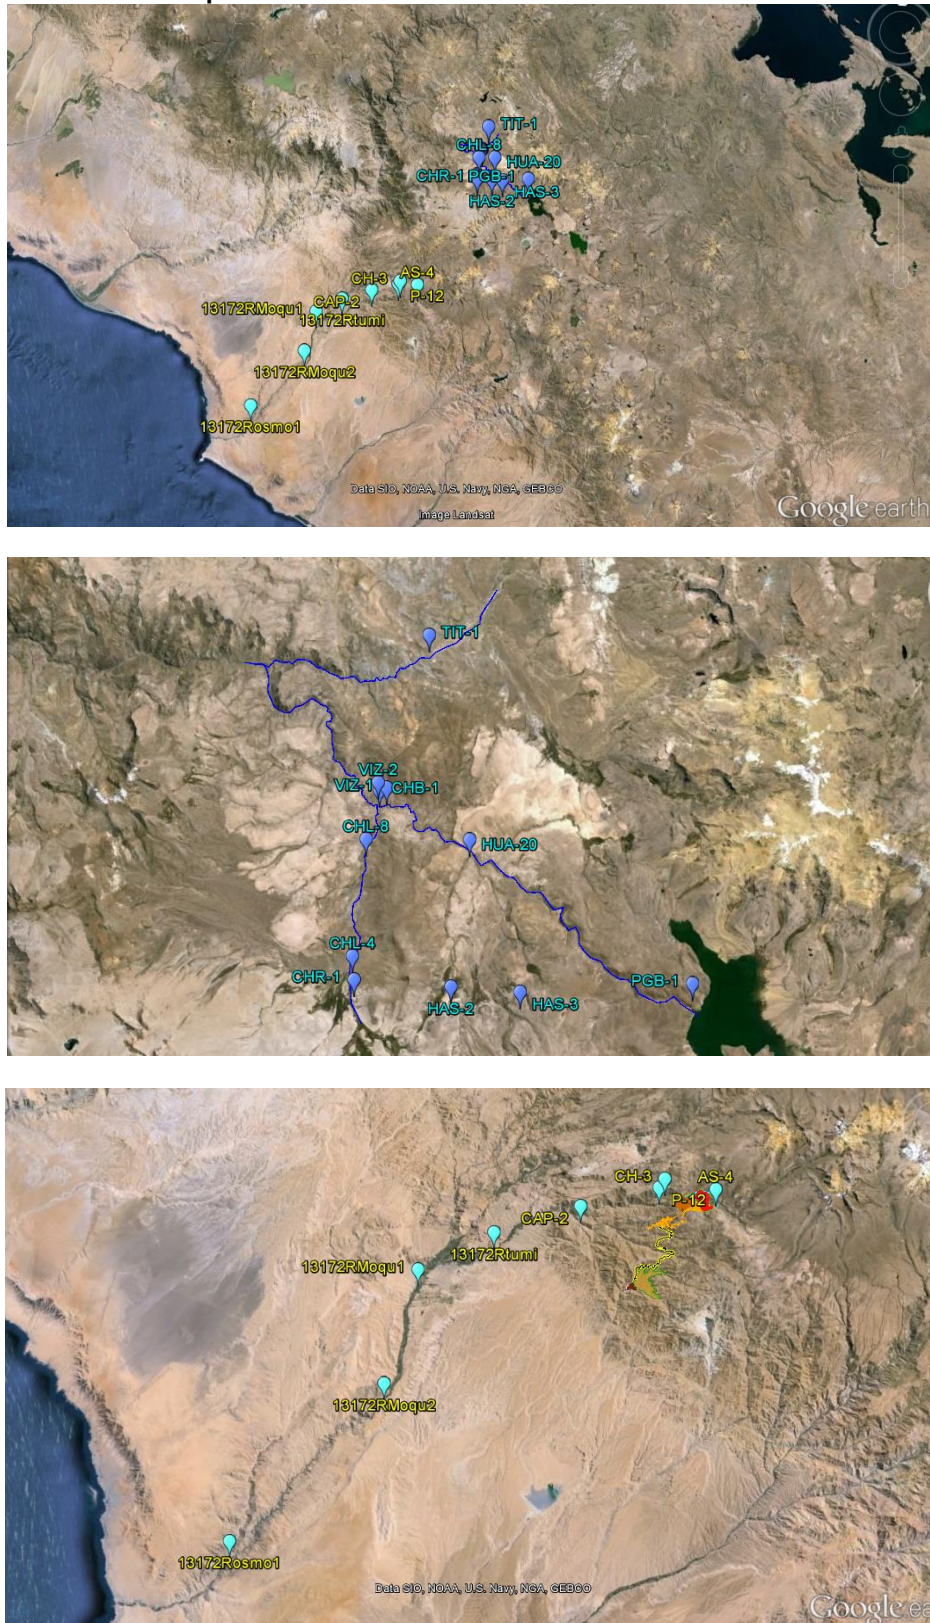 TIT-1
CHL-8
HUA-20
CHR-1 PGB-1
HAS-3
HAS-2
AS-4
CH-3
P-12
CAP-2
13172RMoqu1
13172Rtumi
13172RMoqu2
13172Rosmo1
Data SIO, NOAA, U.S. Navy, NGA, GEBCO
Image Landsat
Google earth
TIT-1
VIZ-2
VIZ-1 CHB-1
CHL-8
HUA-20
CHL-4
CHR-1
PGB-1
HAS-2
HAS-3
CH-3
AS-4
P-12
CAP-2
13172Rtumi
13172RMoqu1
13172RMoqu2
13172Rosmo1
Data SIO, NOAA, U.S. Navy, NGA, GEBCO
Google ea